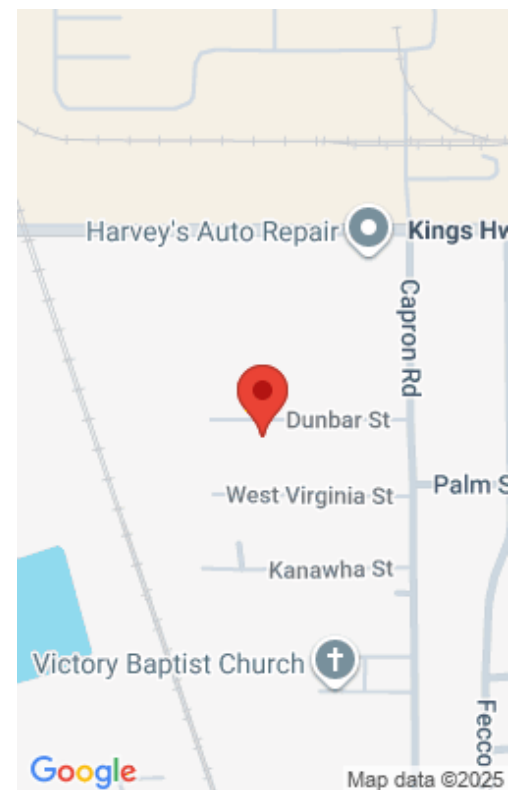 Harvey's Auto Repair
Kings Hw
Capron Rd
Dunbar St
West Virginia St
Palm S
Kanawha St
Victory Baptist Church
Fecco
Google
Map data ©2025